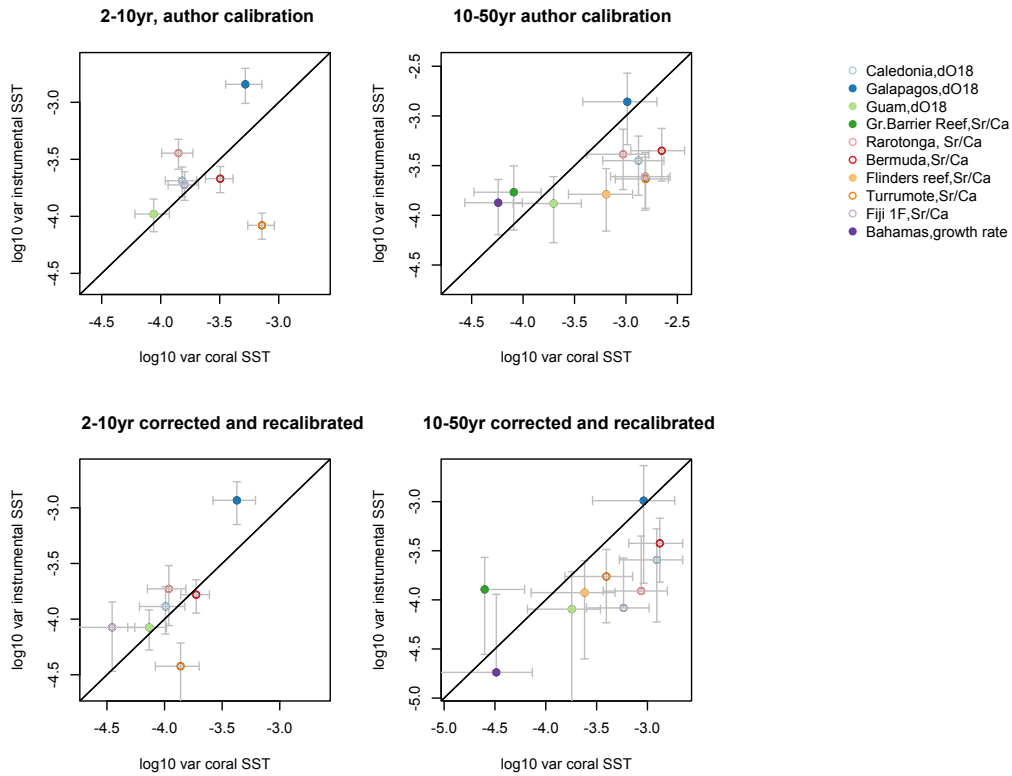 2-10yr, author calibration
10-50yr author calibration
log10 var instrumental SST
-4.5
-4.0
-3.5
-3.0
-4.5
-4.0
-3.5
-3.0
log10 var coral SST
log10 var instrumental SST
-4.5
-4.0
-3.5
-3.0
-2.5
-4.5
-4.0
-3.5
-3.0
-2.5
log10 var coral SST
Caledonia,dO18
Galapagos,dO18
Guam,dO18
Gr.Barrier Reef,Sr/Ca
Rarotonga, Sr/Ca
Bermuda,Sr/Ca
Flinders reef,Sr/Ca
Turrumote,Sr/Ca
Fiji 1F,Sr/Ca
Bahamas,growth rate
2-10yr corrected and recalibrated
10-50yr corrected and recalibrated
log10 var instrumental SST
-4.5
-4.0
-3.5
-3.0
-4.5
-4.0
-3.5
-3.0
log10 var coral SST
log10 var instrumental SST
-5.0
-4.5
-4.0
-3.5
-3.0
-5.0
-4.5
-4.0
-3.5
-3.0
log10 var coral SST